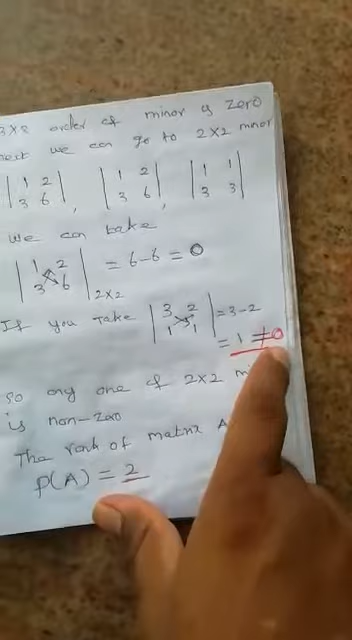 3×3 order of minor is zero
next we can go to 2×2 minor
|1 2 / 3 6|, |1 2 / 3 6|, |1 1 / 3 3|
we can take
|1 2 / 3 6| 2×2 = 6-6 = 0
If you take |3 2 / 1 1| = 3-2
= 1 ≠ 0
so any one of 2×2
is non-zero
The rank of matrix A
ρ(A) = 2